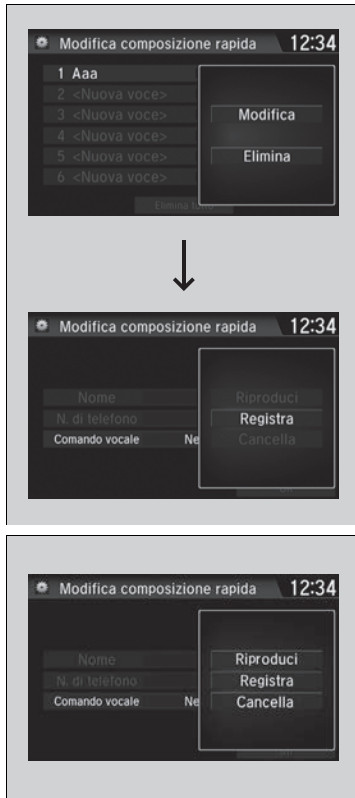 Modifica composizione rapida 12:34
1 Aaa
2 <Nuova voce>
3 <Nuova voce>
4 <Nuova voce>
5 <Nuova voce>
6 <Nuova voce>
Modifica
Elimina
Elimina
Modifica composizione rapida 12:34
Nome
N. di telefono
Comando vocale Ne
Riproduci
Registra
Cancella
Modifica composizione rapida 12:34
Nome
N. di telefono
Comando vocale Ne
Riproduci
Registra
Cancella